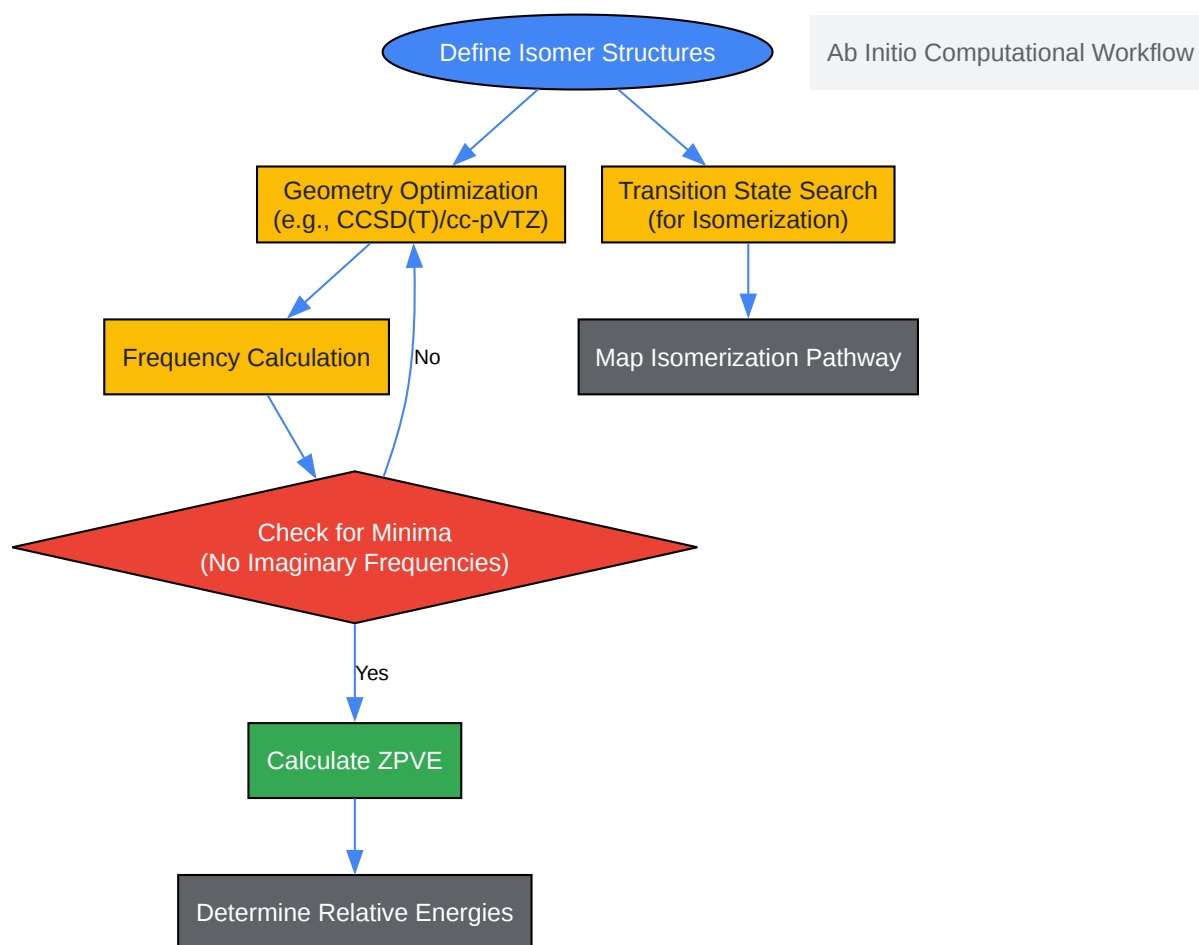 Define Isomer Structures
Ab Initio Computational Workflow
Geometry Optimization
(e.g., CCSD(T)/cc-pVTZ)
Transition State Search
(for Isomerization)
Frequency Calculation
No
Map Isomerization Pathway
Check for Minima
(No Imaginary Frequencies)
Yes
Calculate ZPVE
Determine Relative Energies